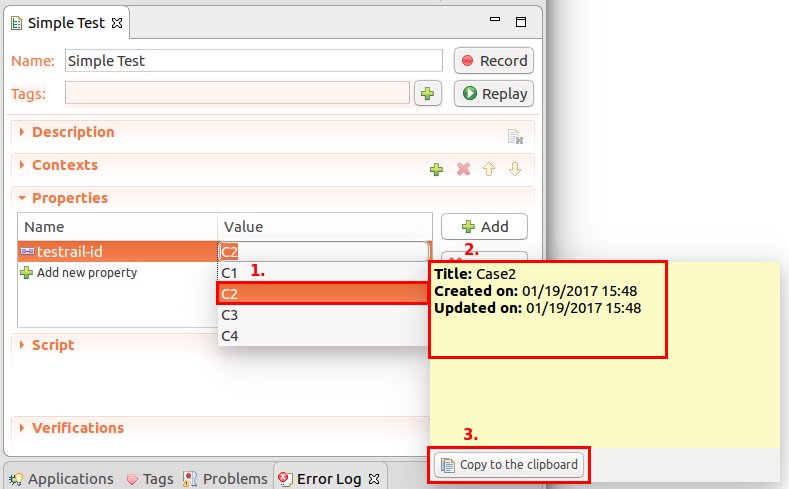 Simple Test
Name: Simple Test Record
Tags: Replay
Description
Contexts
Properties
Name Value Add
testrail-id C2 2.
Add new property C1 1.
C2
C3
C4
Title: Case2
Created on: 01/19/2017 15:48
Updated on: 01/19/2017 15:48
Script
Verifications
3.
Copy to the clipboard
Applications Tags Problems Error Log